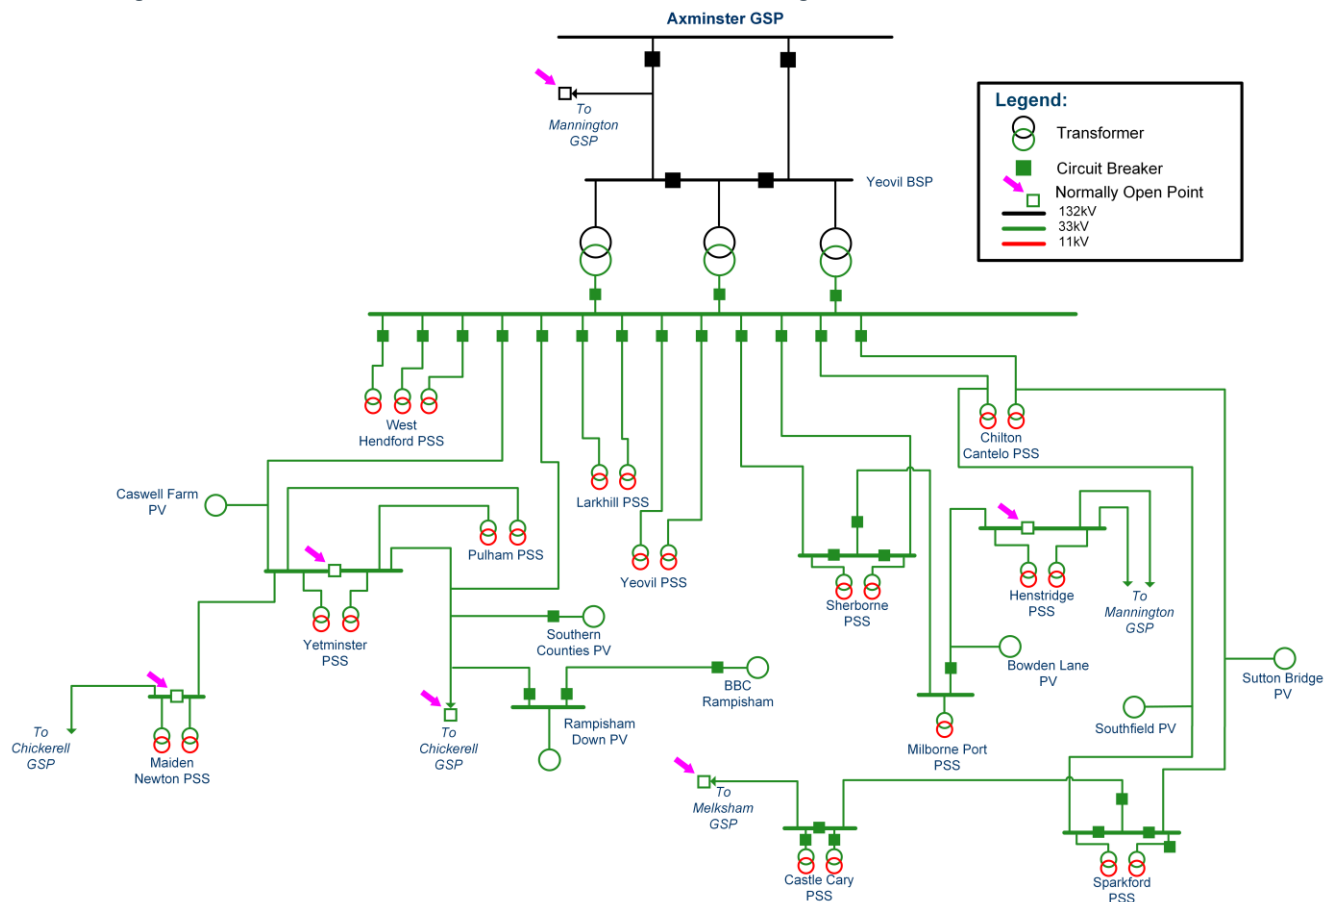 Axminster GSP
To
Mannington
GSP
Legend:
Transformer
Circuit Breaker
Normally Open Point
132kV
33kV
11kV
Yeovil BSP
West
Hendford PSS
Chilton
Cantelo PSS
Caswell Farm
PV
Larkhill PSS
Pulham PSS
Yeovil PSS
Yetminster
PSS
Sherborne
PSS
Henstridge
PSS
To
Mannington
GSP
Southern
Counties PV
Bowden Lane
PV
Sutton Bridge
PV
BBC
Rampisham
Rampisham
Down PV
To
Chickerell
GSP
Maiden
Newton PSS
To
Chickerell
GSP
Milborne Port
PSS
Southfield PV
To
Melksham
GSP
Castle Cary
PSS
Sparkford
PSS